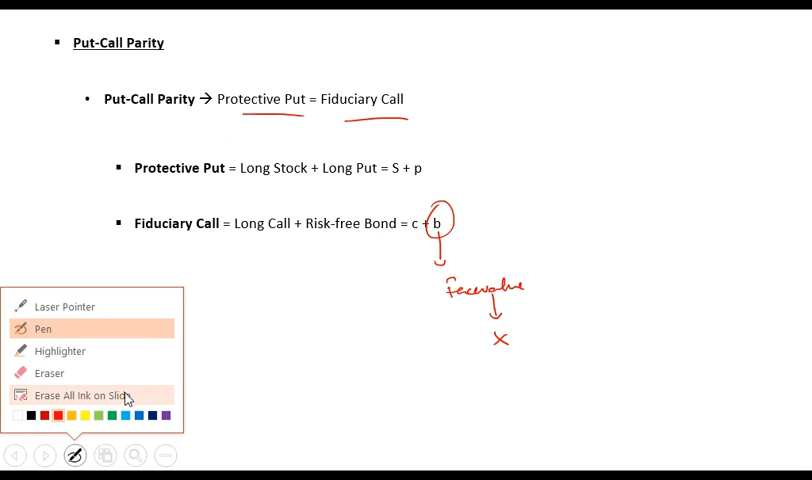 Put-Call Parity
Put-Call Parity → Protective Put = Fiduciary Call
Protective Put = Long Stock + Long Put = S + p
Fiduciary Call = Long Call + Risk-free Bond = c + b
Facevalue
X
Laser Pointer
Pen
Highlighter
Eraser
Erase All Ink on Slide